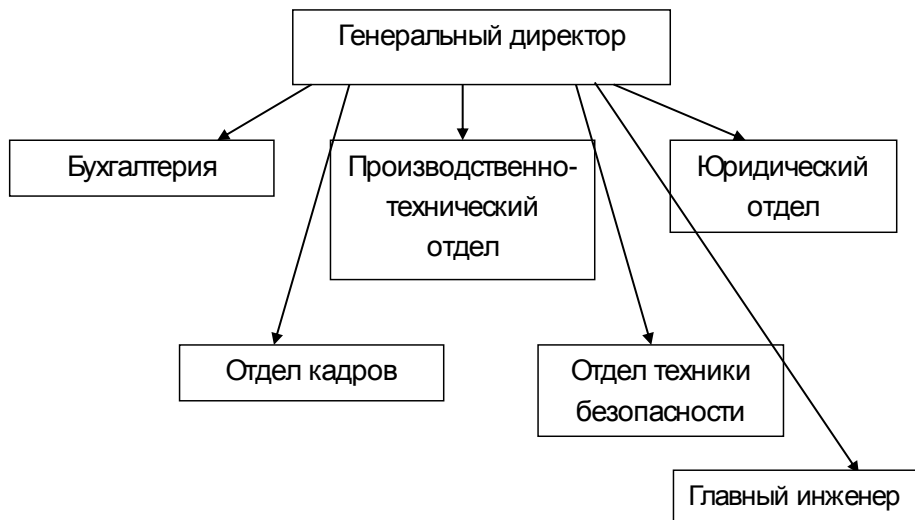 Генеральный директор
Бухгалтерия
Производственно-
технический
отдел
Юридический
отдел
Отдел кадров
Отдел техники
безопасности
Главный инженер